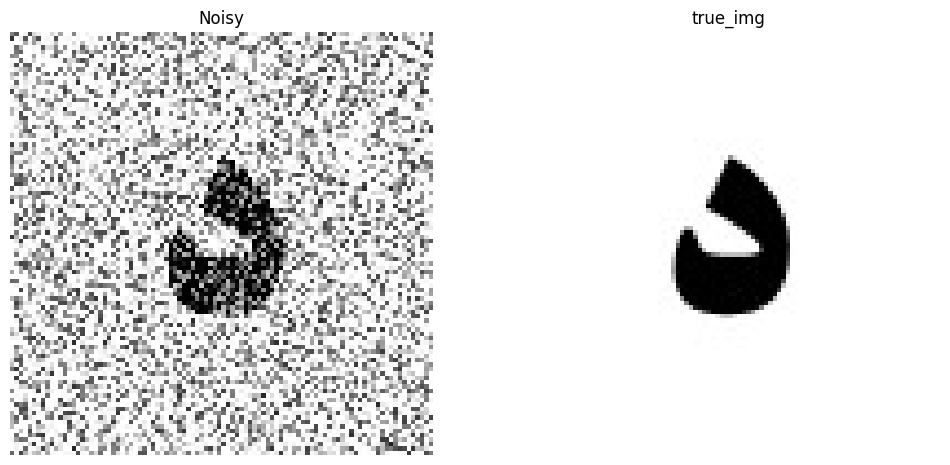 Noisy true_img
د د